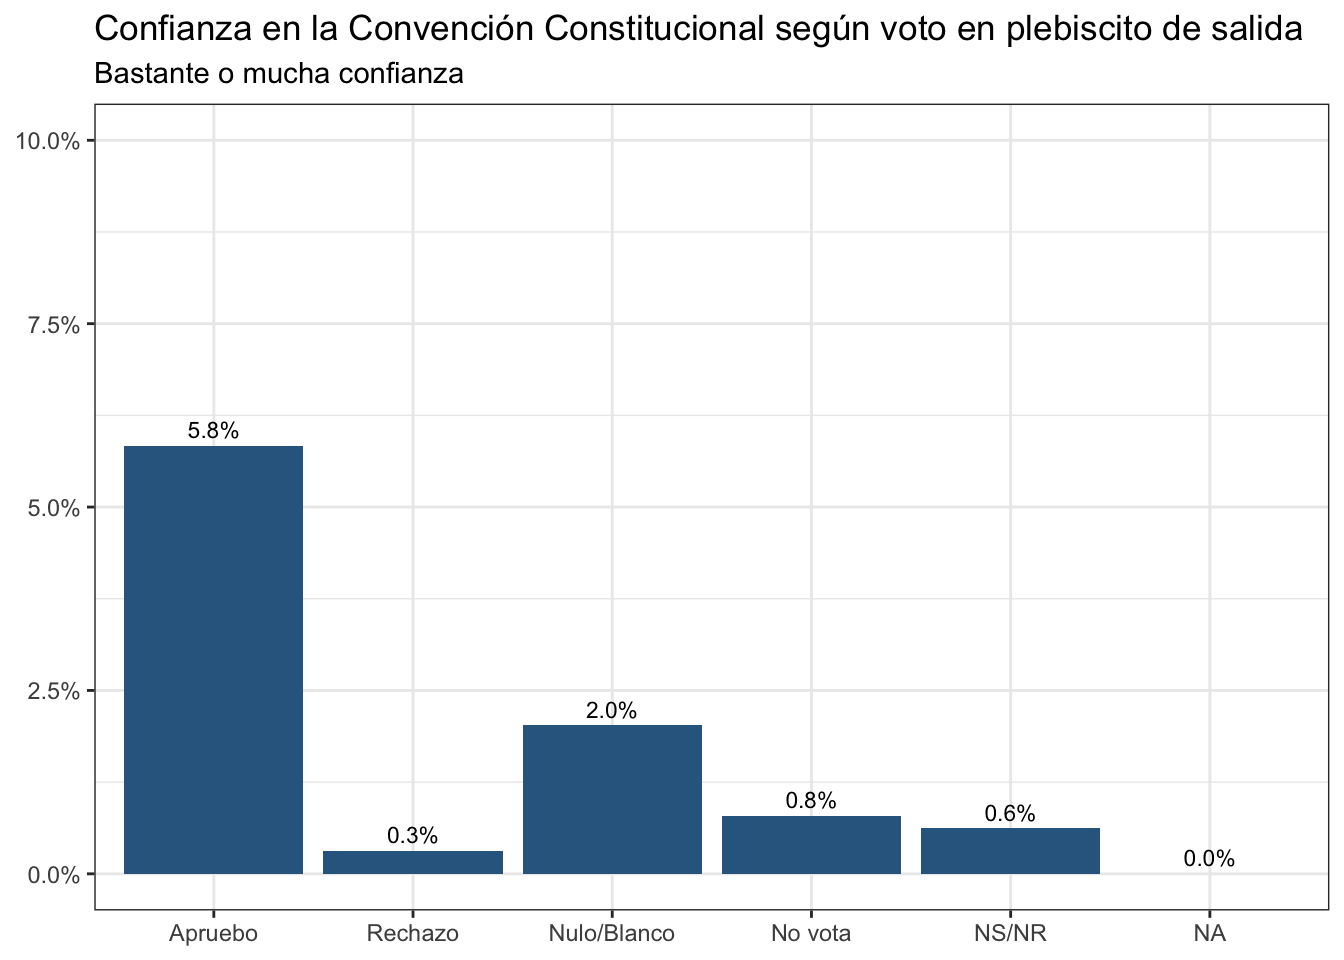 Confianza en la Convención Constitucional según voto en plebiscito de salida
Bastante o mucha confianza
10.0%
7.5%
5.0%
2.5%
0.0%
5.8%
0.3%
2.0%
0.8%
0.6%
0.0%
Apruebo
Rechazo
Nulo/Blanco
No vota
NS/NR
NA